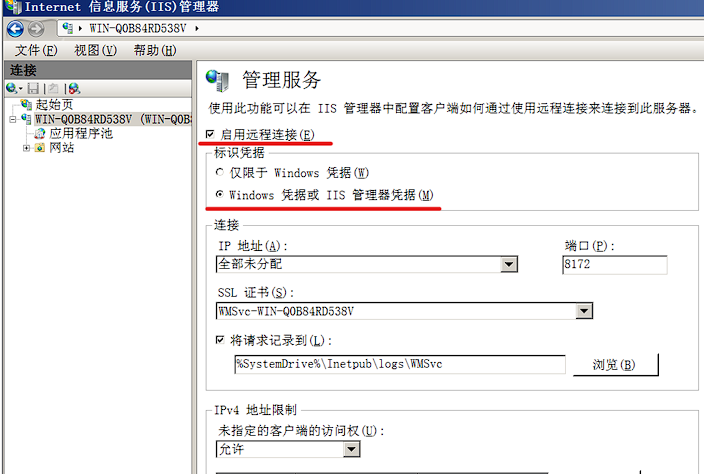 Internet 信息服务(IIS)管理器
WIN-Q0B84RD538V
文件(F) 视图(V) 帮助(H)
连接
起始页
WIN-Q0B84RD538V (WIN-Q0B8
应用程序池
网站
管理服务
使用此功能可以在 IIS 管理器中配置客户端如何通过使用远程连接来连接到此服务器。
启用远程连接(E)
标识凭据
仅限于 Windows 凭据(W)
Windows 凭据或 IIS 管理器凭据(M)
连接
IP 地址(A): 端口(P):
全部未分配 8172
SSL 证书(S):
WMSvc-WIN-Q0B84RD538V
将请求记录到(L):
%SystemDrive%\Inetpub\logs\WMSvc 浏览(B)
IPv4 地址限制
未指定的客户端的访问权(U):
允许